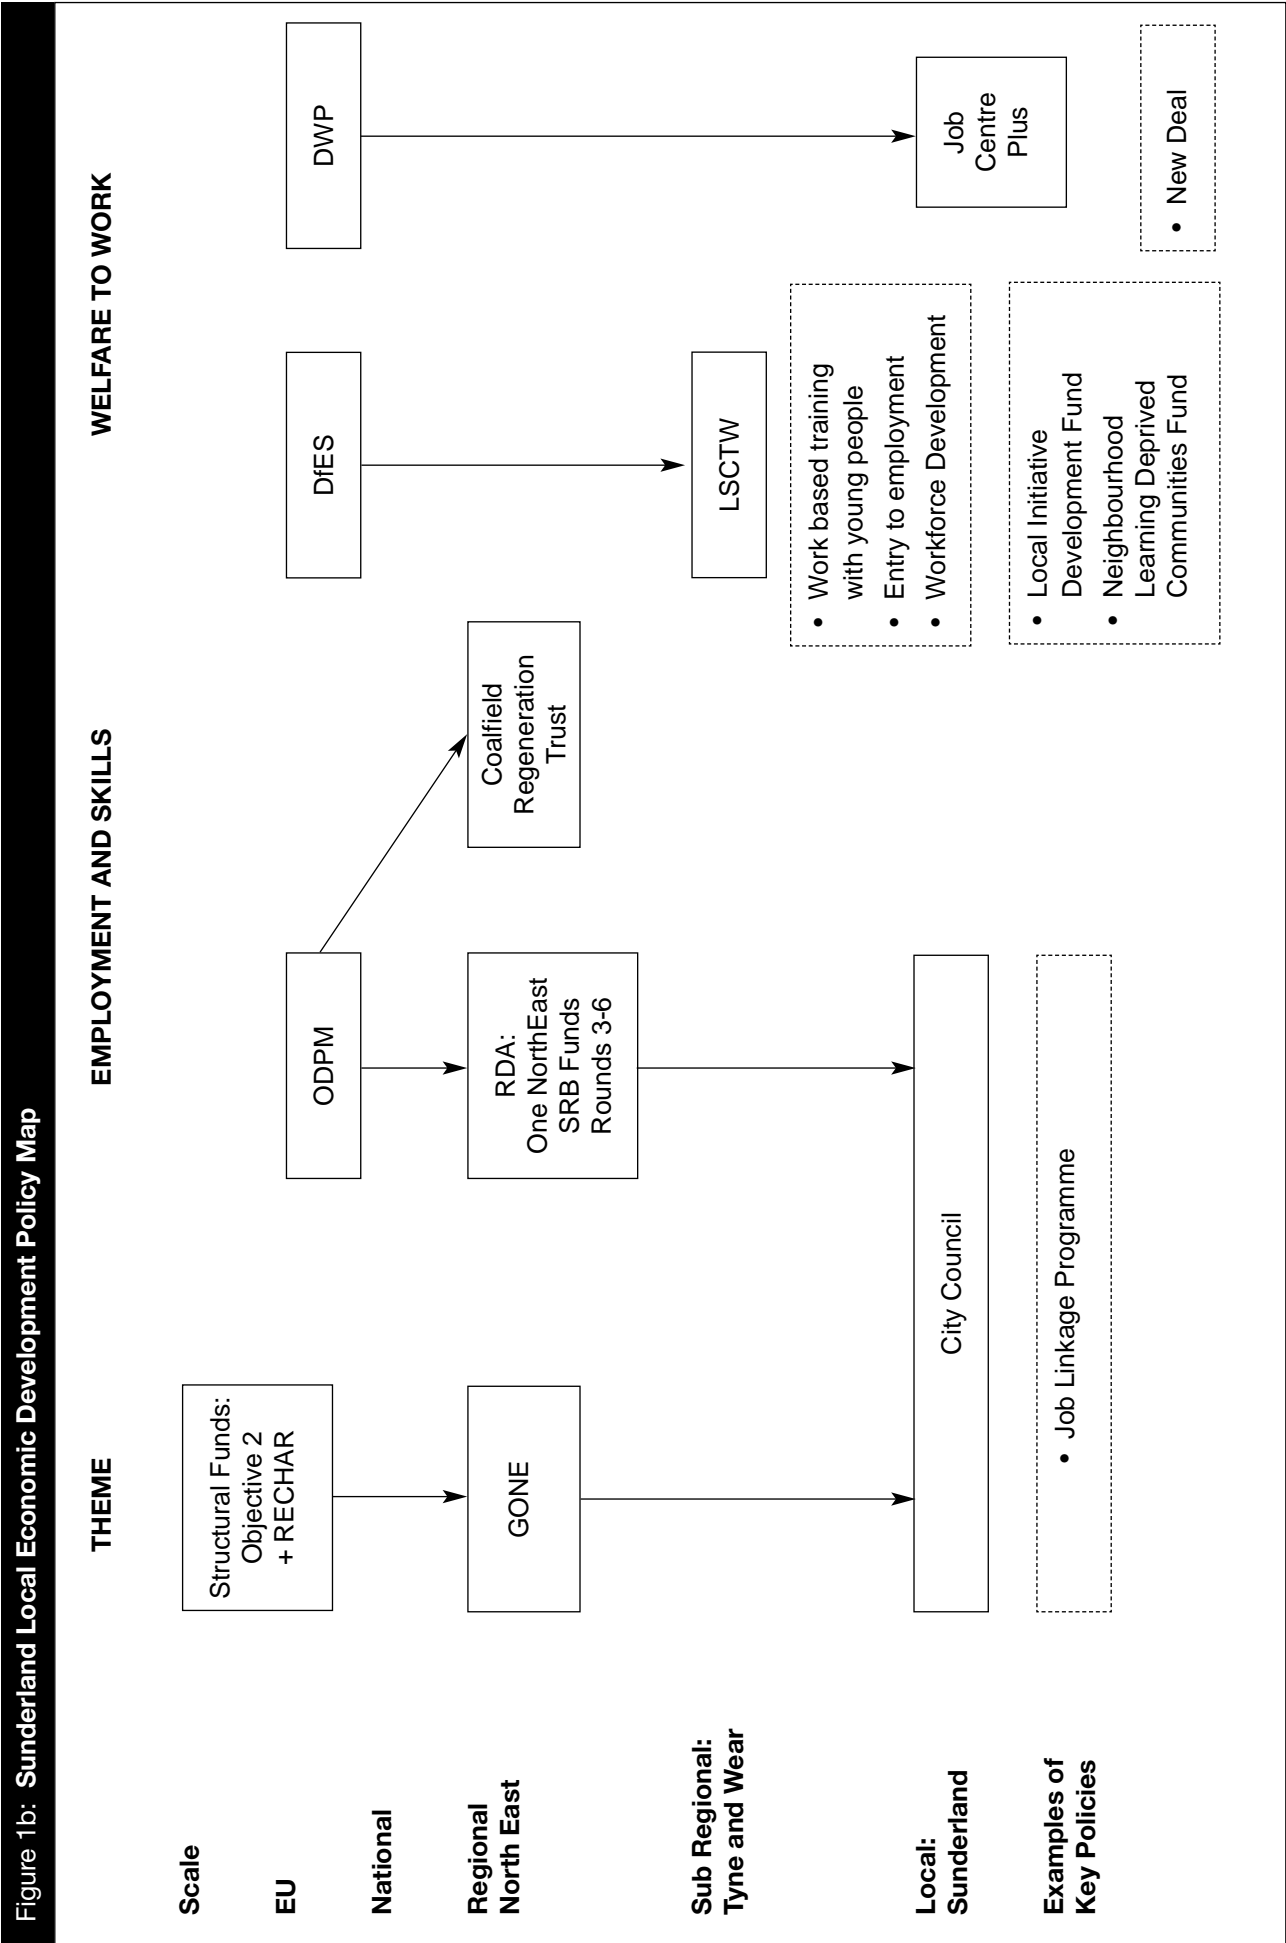 Figure 1b: Sunderland Local Economic Development Policy Map
THEME
EMPLOYMENT AND SKILLS
WELFARE TO WORK
Scale
EU
Structural Funds:
Objective 2
+ RECHAR
National
ODPM
DfES
DWP
Regional
North East
GONE
RDA:
One NorthEast
SRB Funds
Rounds 3-6
Coalfield
Regeneration
Trust
Sub Regional:
Tyne and Wear
LSCTW
• Work based training
with young people
• Entry to employment
• Workforce Development
Local:
Sunderland
City Council
Job
Centre
Plus
Examples of
Key Policies
• Job Linkage Programme
• Local Initiative
Development Fund
• Neighbourhood
Learning Deprived
Communities Fund
• New Deal